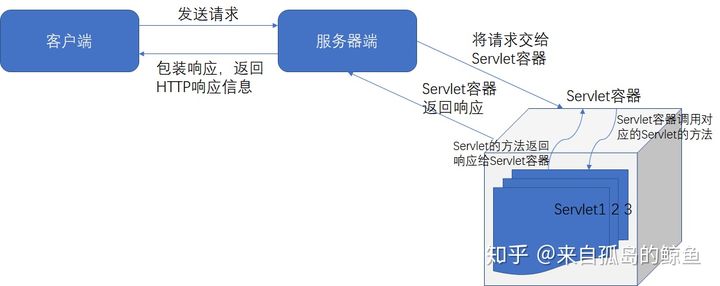 客户端
发送请求
服务器端
包装响应，返回
HTTP响应信息
将请求交给
Servlet容器
Servlet容器
返回响应
Servlet容器
Servlet容器调用对
应的Servlet的方法
Servlet的方法返回
响应给Servlet容器
Servlet1 2 3
知乎 @来自孤岛的鲸鱼